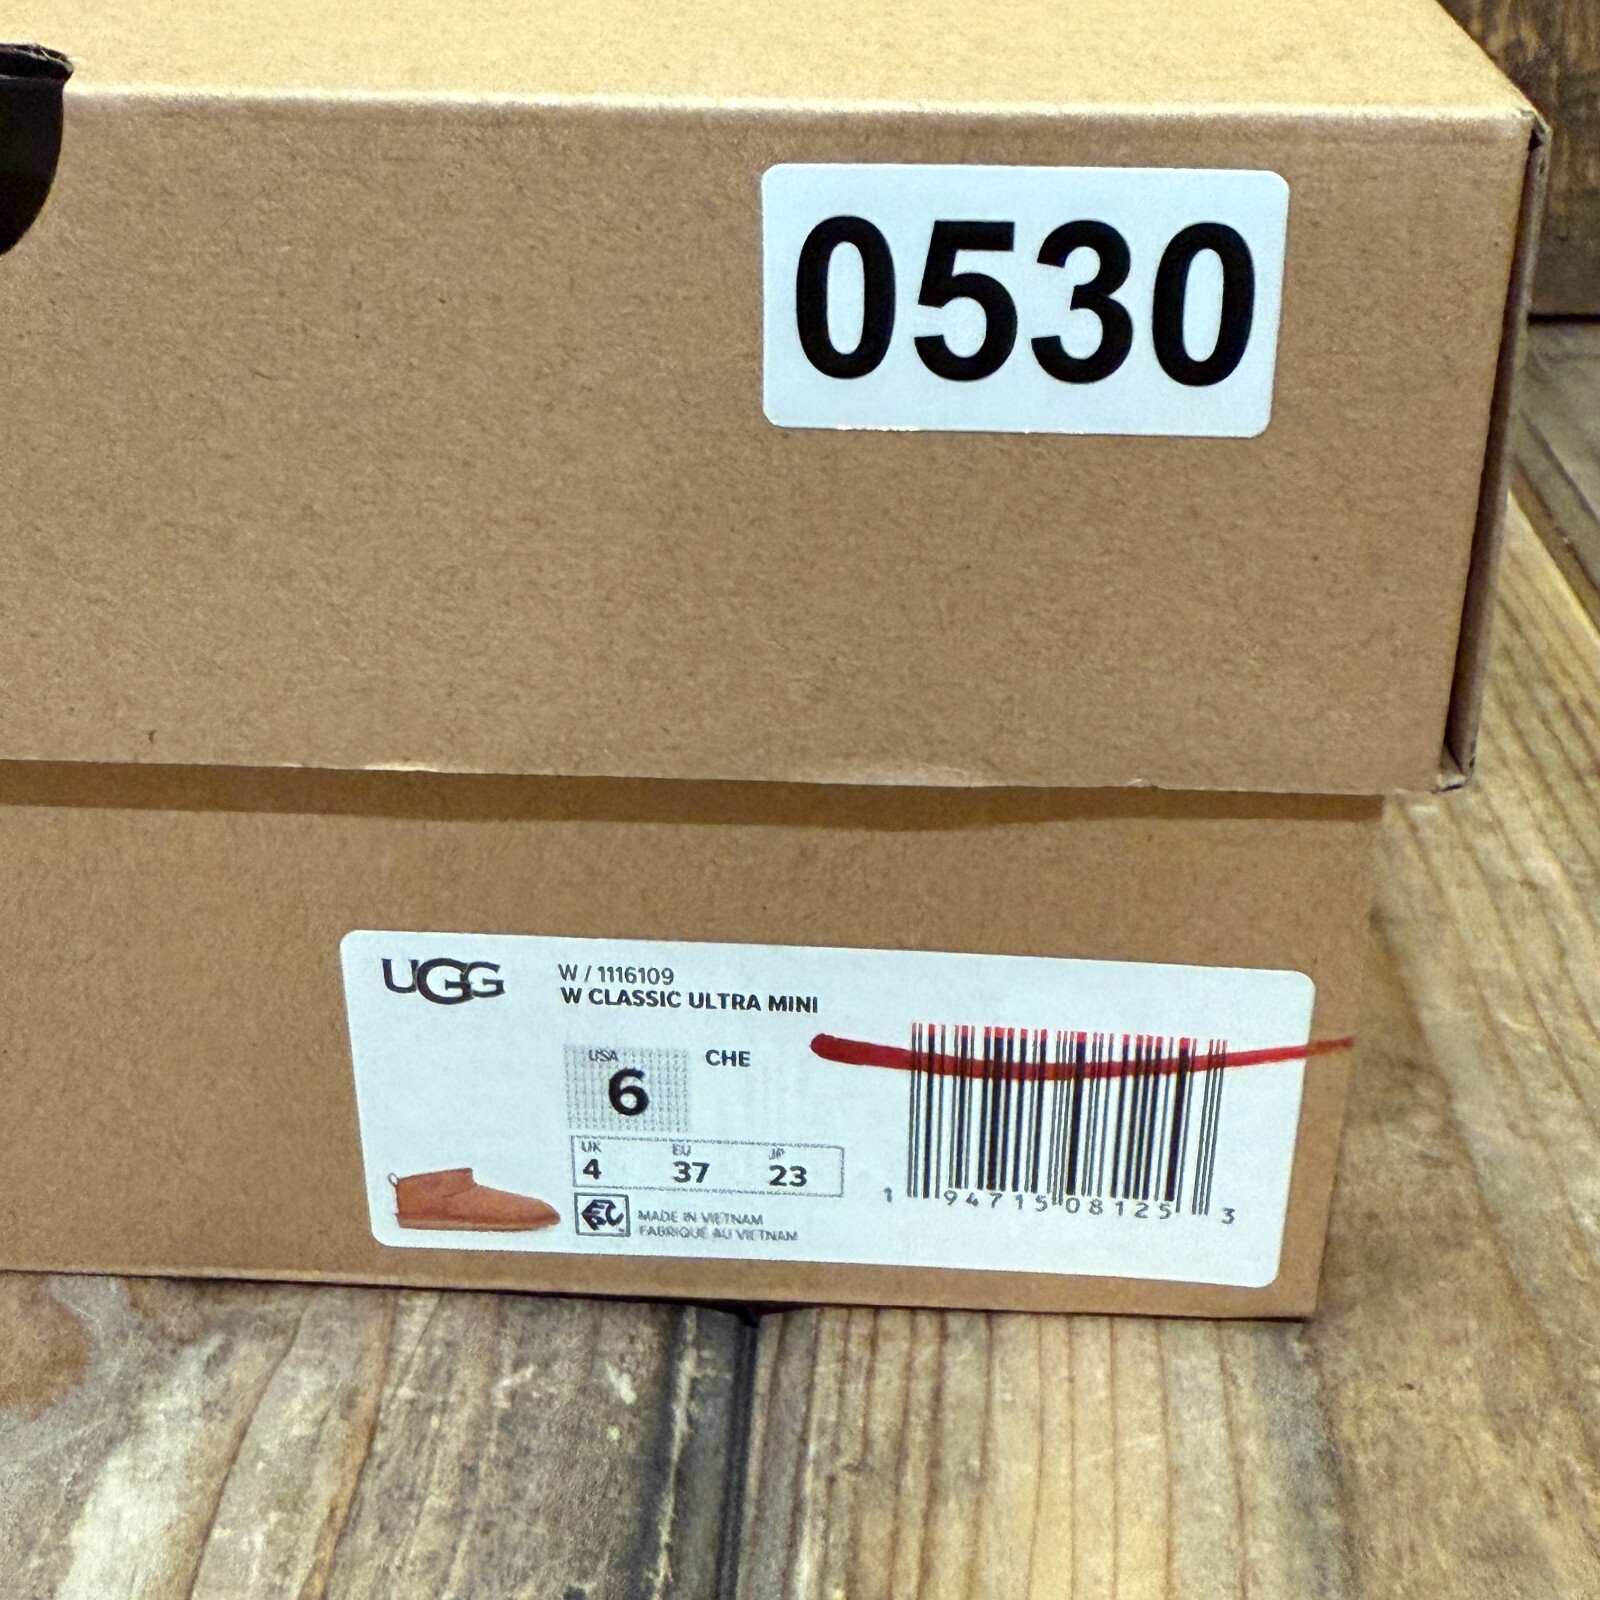 0530
UGG
W / 1116109
W CLASSIC ULTRA MINI
USA
6
CHE
UK EU JP
4 37 23
MADE IN VIETNAM
FABRIQUE AU VIETNAM
1 94715 08125 3